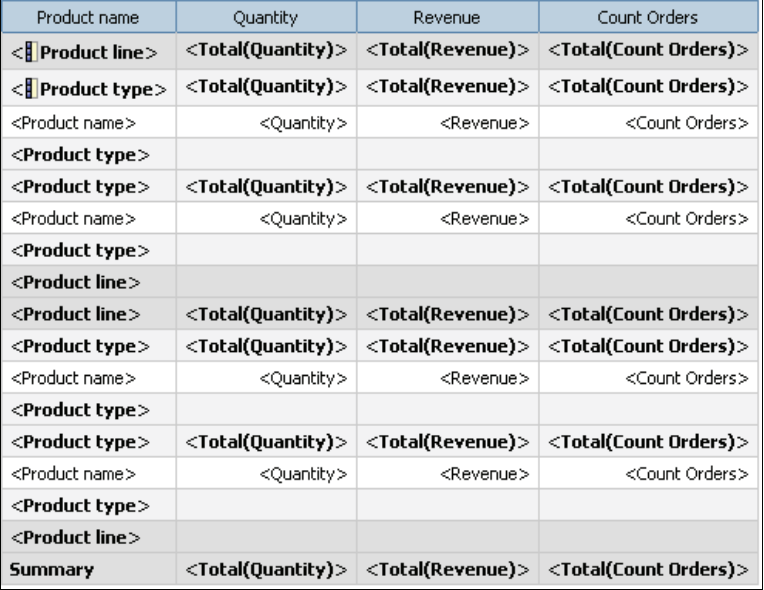 Product name Quantity Revenue Count Orders
<Product line> <Total(Quantity)> <Total(Revenue)> <Total(Count Orders)>
<Product type> <Total(Quantity)> <Total(Revenue)> <Total(Count Orders)>
<Product name> <Quantity> <Revenue> <Count Orders>
<Product type>
<Product type> <Total(Quantity)> <Total(Revenue)> <Total(Count Orders)>
<Product name> <Quantity> <Revenue> <Count Orders>
<Product type>
<Product line>
<Product line> <Total(Quantity)> <Total(Revenue)> <Total(Count Orders)>
<Product type> <Total(Quantity)> <Total(Revenue)> <Total(Count Orders)>
<Product name> <Quantity> <Revenue> <Count Orders>
<Product type>
<Product type> <Total(Quantity)> <Total(Revenue)> <Total(Count Orders)>
<Product name> <Quantity> <Revenue> <Count Orders>
<Product type>
<Product line>
Summary <Total(Quantity)> <Total(Revenue)> <Total(Count Orders)>